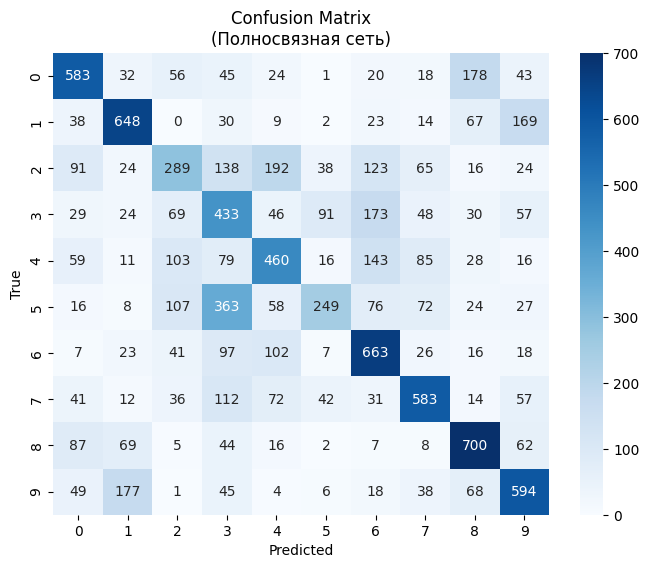 Confusion Matrix
(Полносвязная сеть)
0 583 32 56 45 24 1 20 18 178 43
1 38 648 0 30 9 2 23 14 67 169
2 91 24 289 138 192 38 123 65 16 24
3 29 24 69 433 46 91 173 48 30 57
4 59 11 103 79 460 16 143 85 28 16
5 16 8 107 363 58 249 76 72 24 27
6 7 23 41 97 102 7 663 26 16 18
7 41 12 36 112 72 42 31 583 14 57
8 87 69 5 44 16 2 7 8 700 62
9 49 177 1 45 4 6 18 38 68 594
0 1 2 3 4 5 6 7 8 9
Predicted
True
700
600
500
400
300
200
100
0